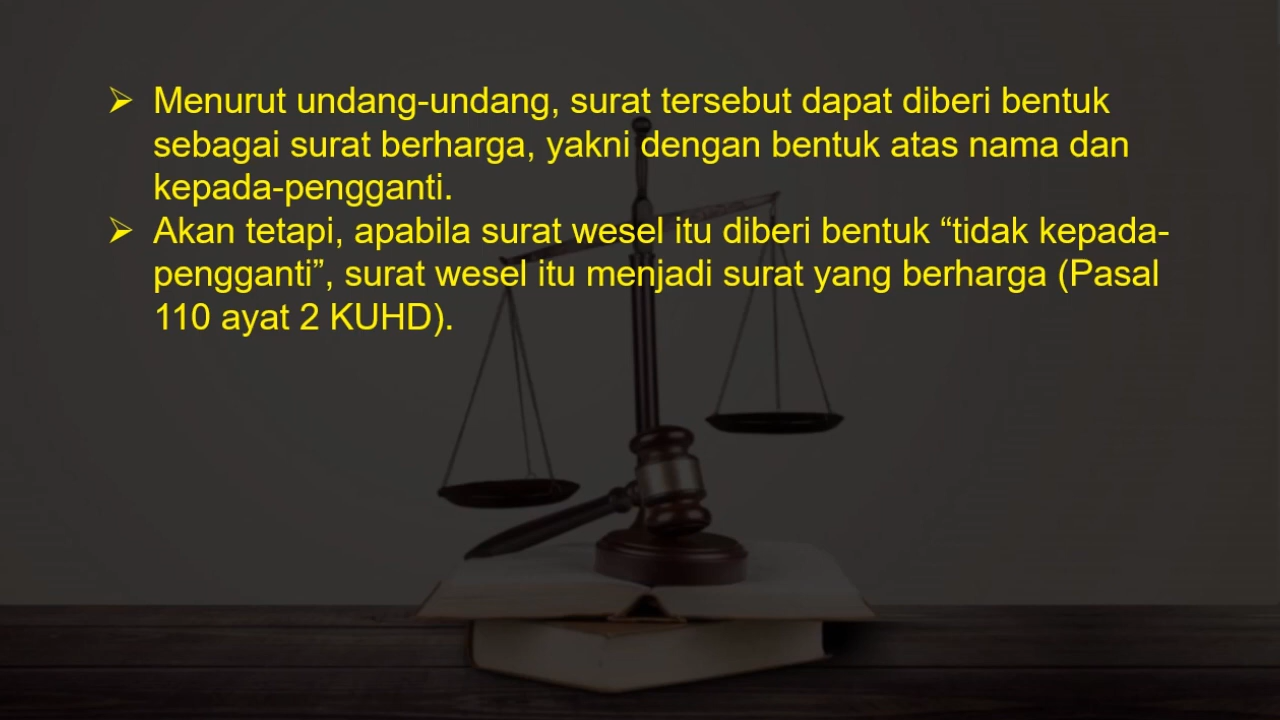 ➢ Menurut undang-undang, surat tersebut dapat diberi bentuk
sebagai surat berharga, yakni dengan bentuk atas nama dan
kepada-pengganti.
➢ Akan tetapi, apabila surat wesel itu diberi bentuk “tidak kepada-
pengganti”, surat wesel itu menjadi surat yang berharga (Pasal
110 ayat 2 KUHD).